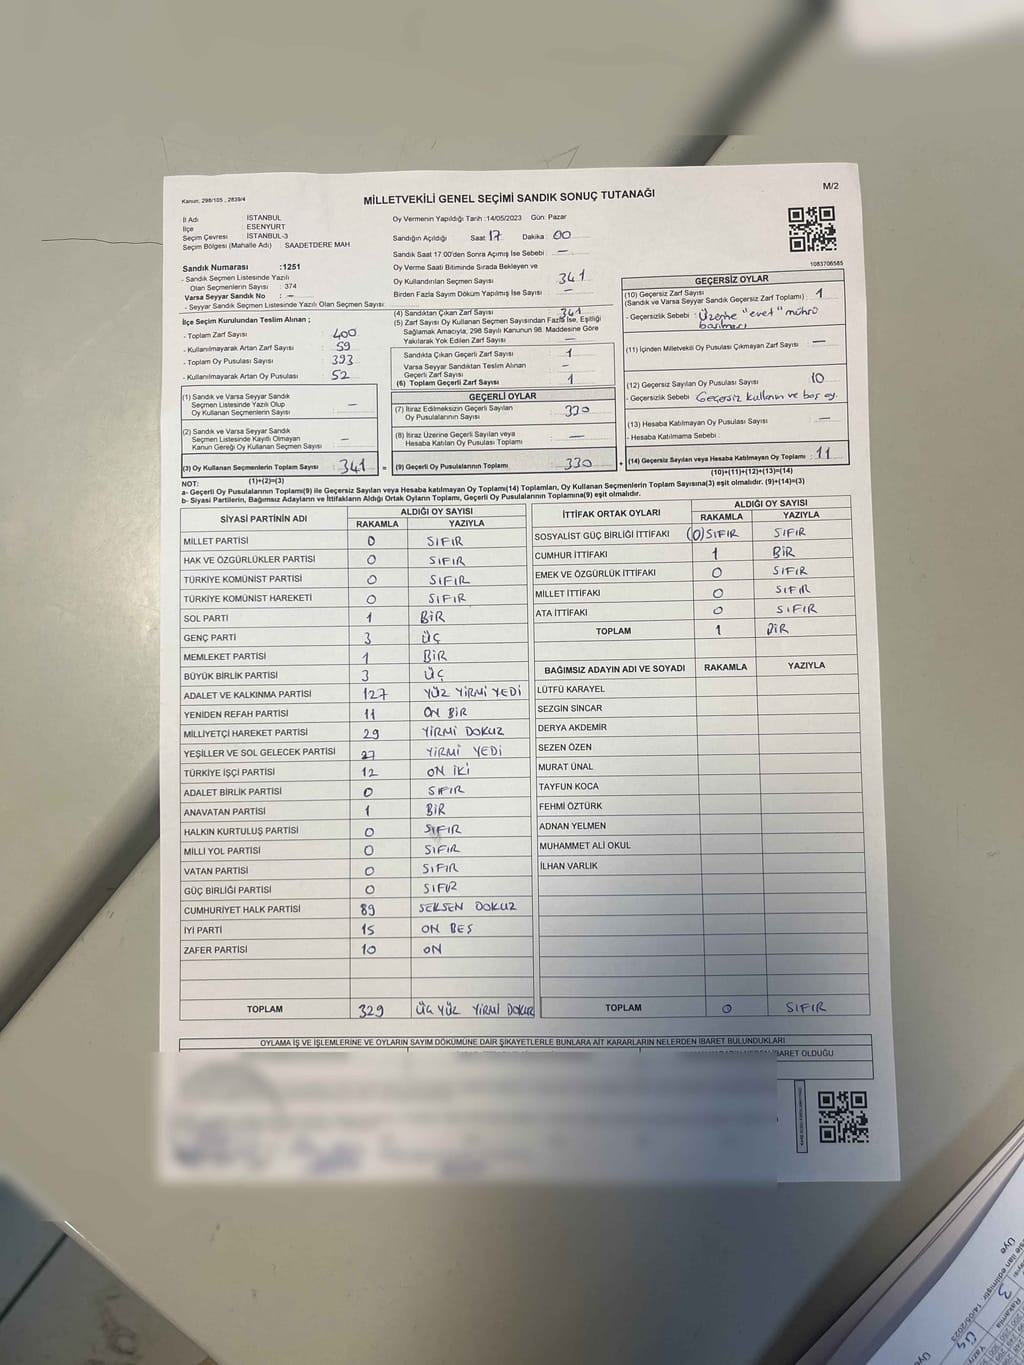 M/2
Kanun, 298/105 , 2839/4
MİLLETVEKİLİ GENEL SEÇİMİ SANDIK SONUÇ TUTANAĞI
İl Adı : İSTANBUL
İlçe : ESENYURT
Seçim Çevresi : İSTANBUL-3
Seçim Bölgesi (Mahalle Adı) : SAADETDERE MAH
Sandık Numarası :1251
- Sandık Seçmen Listesinde Yazılı
Olan Seçmenlerin Sayısı : 374
Varsa Seyyar Sandık No : —
- Seyyar Sandık Seçmen Listesinde Yazılı Olan Seçmen Sayısı:
Oy Vermenin Yapıldığı Tarih :14/05/2023 Gün: Pazar
Sandığın Açıldığı Saat: 17 Dakika : 00
Sandık Saat 17.00'den Sonra Açımış İse Sebebi : —
Oy Verme Saati Bitiminde Sırada Bekleyen ve
Oy Kullandırılan Seçmen Sayısı : 341
Birden Fazla Sayım Döküm Yapılmış İse Sayısı : —
1083706585
İlçe Seçim Kurulundan Teslim Alınan ;
- Toplam Zarf Sayısı : 400
- Kullanılmayarak Artan Zarf Sayısı : 59
- Toplam Oy Pusulası Sayısı : 393
- Kullanılmayarak Artan Oy Pusulası : 52
(1) Sandık ve Varsa Seyyar Sandık
Seçmen Listesinde Yazılı Olup
Oy Kullanan Seçmenlerin Sayısı : —
(2) Sandık ve Varsa Seyyar Sandık
Seçmen Listesinde Kayıtlı Olmayan
Kanun Gereği Oy Kullanan Seçmen Sayısı : —
(3) Oy Kullanan Seçmenlerin Toplam Sayısı : 341
(1)+(2)=(3)
(4) Sandıktan Çıkan Zarf Sayısı : 341
(5) Zarf Sayısı Oy Kullanan Seçmen Sayısından Fazla İse, Eşitliği
Sağlamak Amacıyla; 298 Sayılı Kanunun 98. Maddesine Göre
Yakılarak Yok Edilen Zarf Sayısı : —
Sandıkta Çıkan Geçerli Zarf Sayısı : 1
Varsa Seyyar Sandıktan Teslim Alınan
Geçerli Zarf Sayısı : —
(6) Toplam Geçerli Zarf Sayısı : 1
GEÇERLİ OYLAR
(7) İtiraz Edilmeksizin Geçerli Sayılan
Oy Pusulalarının Sayısı : 330
(8) İtiraz Üzerine Geçerli Sayılan veya
Hesaba Katılan Oy Pusulası Toplamı : —
= (9) Geçerli Oy Pusulalarının Toplamı : 330 +
GEÇERSİZ OYLAR
(10) Geçersiz Zarf Sayısı : 1
(Sandık ve Varsa Seyyar Sandık Geçersiz Zarf Toplamı)
- Geçersizlik Sebebi : Üzerine "evet" mührü
basılması
(11) İçinden Milletvekili Oy Pusulası Çıkmayan Zarf Sayısı : —
(12) Geçersiz Sayılan Oy Pusulası Sayısı : 10
- Geçersizlik Sebebi : Geçersiz kullanım ve boş oy.
(13) Hesaba Katılmayan Oy Pusulası Sayısı : —
- Hesaba Katılmama Sebebi :
(14) Geçersiz Sayılan veya Hesaba Katılmayan Oy Toplamı : 11
(10)+(11)+(12)+(13)=(14)
NOT:
a- Geçerli Oy Pusulalarının Toplamı(9) ile Geçersiz Sayılan veya Hesaba katılmayan Oy Toplamı(14) Toplamları, Oy Kullanan Seçmenlerin Toplam Sayısına(3) eşit olmalıdır. (9)+(14)=(3)
b- Siyasi Partilerin, Bağımsız Adayların ve İttifakların Aldığı Ortak Oyların Toplamı, Geçerli Oy Pusulalarının Toplamına(9) eşit olmalıdır.
SİYASİ PARTİNİN ADI ALDIĞI OY SAYISI
RAKAMLA YAZIYLA
MİLLET PARTİSİ 0 SIFIR
HAK VE ÖZGÜRLÜKLER PARTİSİ 0 SIFIR
TÜRKİYE KOMÜNİST PARTİSİ 0 SIFIR
TÜRKİYE KOMÜNİST HAREKETİ 0 SIFIR
SOL PARTİ 1 BİR
GENÇ PARTİ 3 ÜÇ
MEMLEKET PARTİSİ 1 BİR
BÜYÜK BİRLİK PARTİSİ 3 ÜÇ
ADALET VE KALKINMA PARTİSİ 127 YÜZ YİRMİ YEDİ
YENİDEN REFAH PARTİSİ 11 ON BİR
MİLLİYETÇİ HAREKET PARTİSİ 29 YİRMİ DOKUZ
YEŞİLLER VE SOL GELECEK PARTİSİ 27 YİRMİ YEDİ
TÜRKİYE İŞÇİ PARTİSİ 12 ON İKİ
ADALET BİRLİK PARTİSİ 0 SIFIR
ANAVATAN PARTİSİ 1 BİR
HALKIN KURTULUŞ PARTİSİ 0 SIFIR
MİLLİ YOL PARTİSİ 0 SIFIR
VATAN PARTİSİ 0 SIFIR
GÜÇ BİRLİĞİ PARTİSİ 0 SIFIR
CUMHURİYET HALK PARTİSİ 89 SEKSEN DOKUZ
İYİ PARTİ 15 ON BEŞ
ZAFER PARTİSİ 10 ON
TOPLAM 329 ÜÇ YÜZ YİRMİ DOKUZ
İTTİFAK ORTAK OYLARI ALDIĞI OY SAYISI
RAKAMLA YAZIYLA
SOSYALİST GÜÇ BİRLİĞİ İTTİFAKI (0) SIFIR SIFIR
CUMHUR İTTİFAKI 1 BİR
EMEK VE ÖZGÜRLÜK İTTİFAKI 0 SIFIR
MİLLET İTTİFAKI 0 SIFIR
ATA İTTİFAKI 0 SIFIR
TOPLAM 1 BİR
BAĞIMSIZ ADAYIN ADI VE SOYADI RAKAMLA YAZIYLA
LÜTFÜ KARAYEL
SEZGİN SİNCAR
DERYA AKDEMİR
SEZEN ÖZEN
MURAT ÜNAL
TAYFUN KOCA
FEHMİ ÖZTÜRK
ADNAN YELMEN
MUHAMMET ALİ OKUL
İLHAN VARLIK
TOPLAM 0 SIFIR
OYLAMA İŞ VE İŞLEMLERİNE VE OYLARIN SAYIM DÖKÜMÜNE DAİR ŞİKAYETLERLE BUNLARA AİT KARARLARIN NELERDEN İBARET BULUNDUKLARI
İBARET OLDUĞU